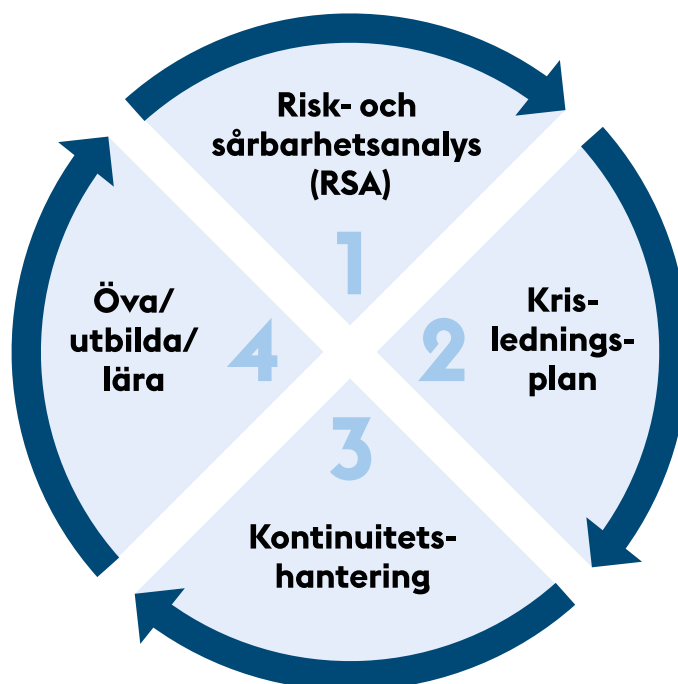 Risk- och
sårbarhetsanalys
(RSA)
1
2
Kris-
lednings-
plan
3
Kontinuitets-
hantering
4
Öva/
utbilda/
lära